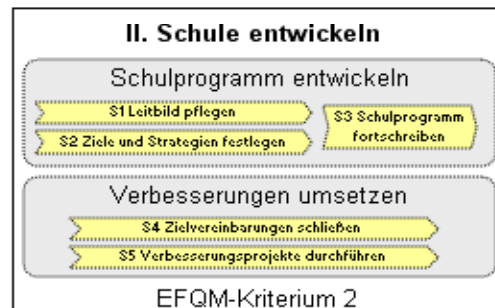 II. Schule entwickeln
Schulprogramm entwickeln
S1 Leitbild pflegen
S2 Ziele und Strategien festlegen
S3 Schulprogramm
fortschreiben
Verbesserungen umsetzen
S4 Zielvereinbarungen schließen
S5 Verbesserungsprojekte durchführen
EFQM-Kriterium 2